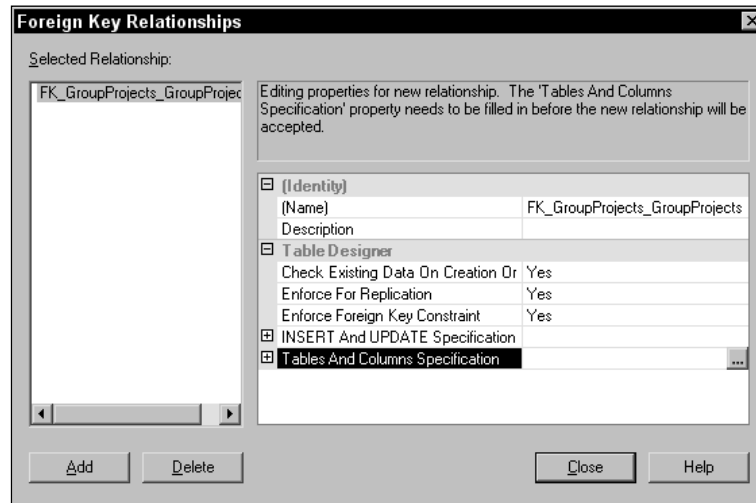 Foreign Key Relationships
Selected Relationship:
FK_GroupProjects_GroupProjec
Editing properties for new relationship. The 'Tables And Columns
Specification' property needs to be filled in before the new relationship will be
accepted.
(Identity)
(Name) FK_GroupProjects_GroupProjects
Description
Table Designer
Check Existing Data On Creation Or Yes
Enforce For Replication Yes
Enforce Foreign Key Constraint Yes
INSERT And UPDATE Specification
Tables And Columns Specification ...
Add Delete Close Help